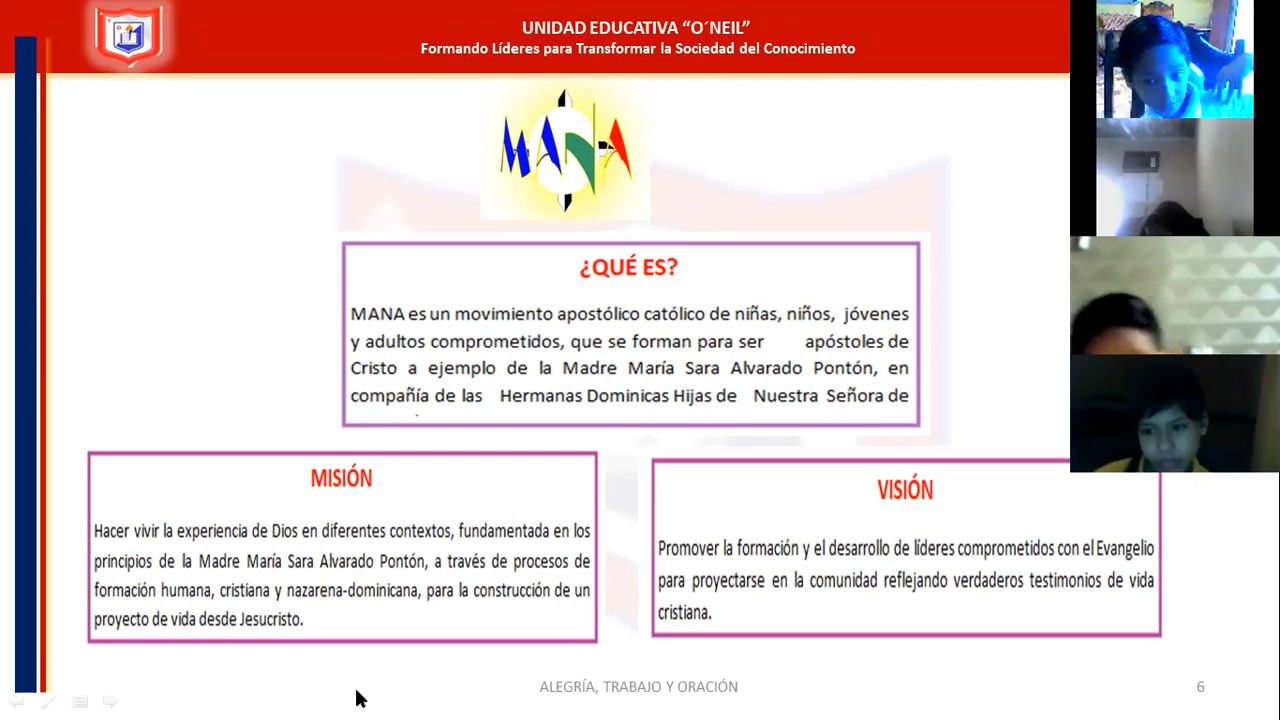 UNIDAD EDUCATIVA “O´NEIL”
Formando Líderes para Transformar la Sociedad del Conocimiento
MANA
¿QUÉ ES?
MANA es un movimiento apostólico católico de niñas, niños, jóvenes
y adultos comprometidos, que se forman para ser apóstoles de
Cristo a ejemplo de la Madre María Sara Alvarado Pontón, en
compañía de las Hermanas Dominicas Hijas de Nuestra Señora de
MISIÓN
Hacer vivir la experiencia de Dios en diferentes contextos, fundamentada en los
principios de la Madre María Sara Alvarado Pontón, a través de procesos de
formación humana, cristiana y nazarena-dominicana, para la construcción de un
proyecto de vida desde Jesucristo.
VISIÓN
Promover la formación y el desarrollo de líderes comprometidos con el Evangelio
para proyectarse en la comunidad reflejando verdaderos testimonios de vida
cristiana.
ALEGRÍA, TRABAJO Y ORACIÓN
6